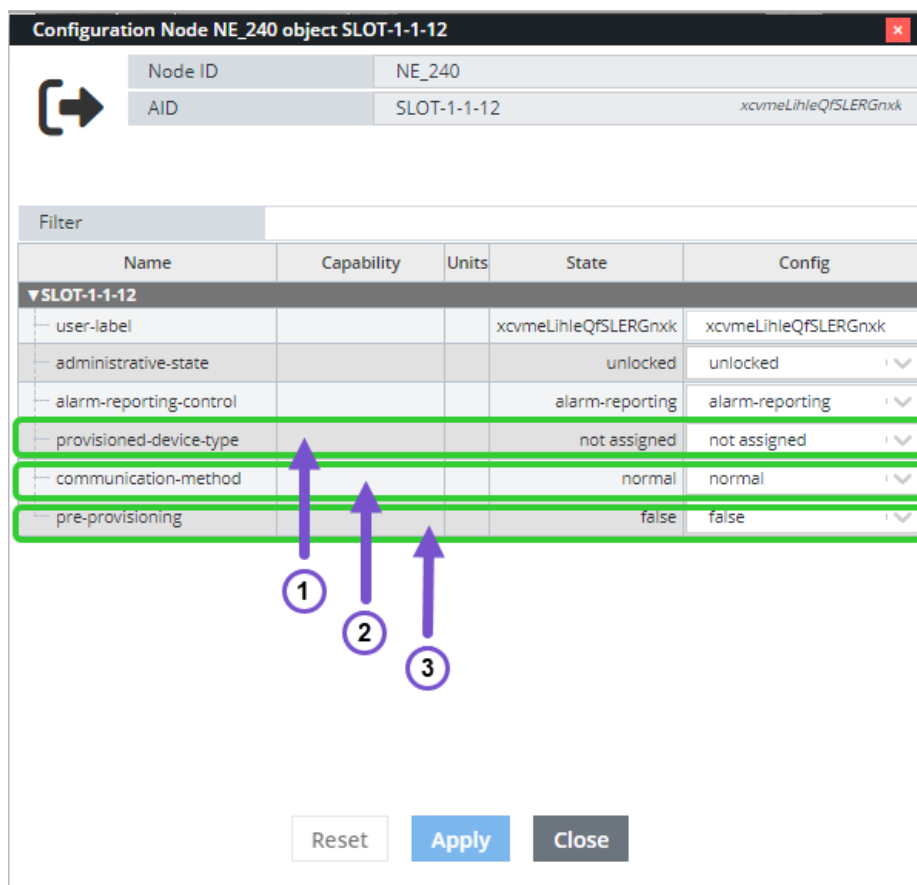 Configuration Node NE_240 object SLOT-1-1-12 ×
Node ID NE_240
AID SLOT-1-1-12 xcvmeLihleQfSLERGnxk
Filter
Name Capability Units State Config
▼SLOT-1-1-12
user-label xcvmeLihleQfSLERGnxk xcvmeLihleQfSLERGnxk
administrative-state unlocked unlocked
alarm-reporting-control alarm-reporting alarm-reporting
provisioned-device-type not assigned not assigned
communication-method normal normal
pre-provisioning false false
1
2
3
Reset Apply Close